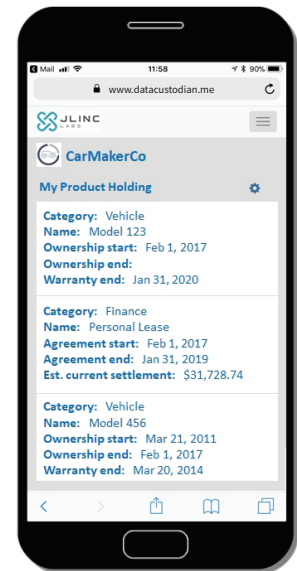 Mail 11:58 90%
www.datacustodian.me
JLINC
LABS
CarMakerCo
My Product Holding
Category: Vehicle
Name: Model 123
Ownership start: Feb 1, 2017
Ownership end:
Warranty end: Jan 31, 2020
Category: Finance
Name: Personal Lease
Agreement start: Feb 1, 2017
Agreement end: Jan 31, 2019
Est. current settlement: $31,728.74
Category: Vehicle
Name: Model 456
Ownership start: Mar 21, 2011
Ownership end: Feb 1, 2017
Warranty end: Mar 20, 2014